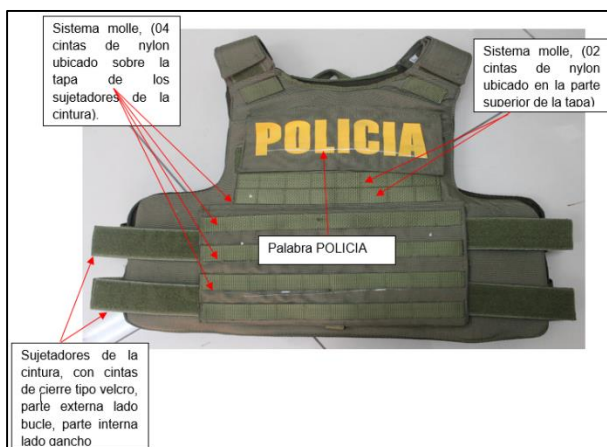 Sistema molle, (04
cintas de nylon
ubicado sobre la
tapa de los
sujetadores de la
cintura).
Sistema molle, (02
cintas de nylon
ubicado en la parte
superior de la tapa)
POLICIA
Palabra POLICIA
Sujetadores de la
cintura, con cintas
de cierre tipo velcro,
parte externa lado
bucle, parte interna
lado gancho